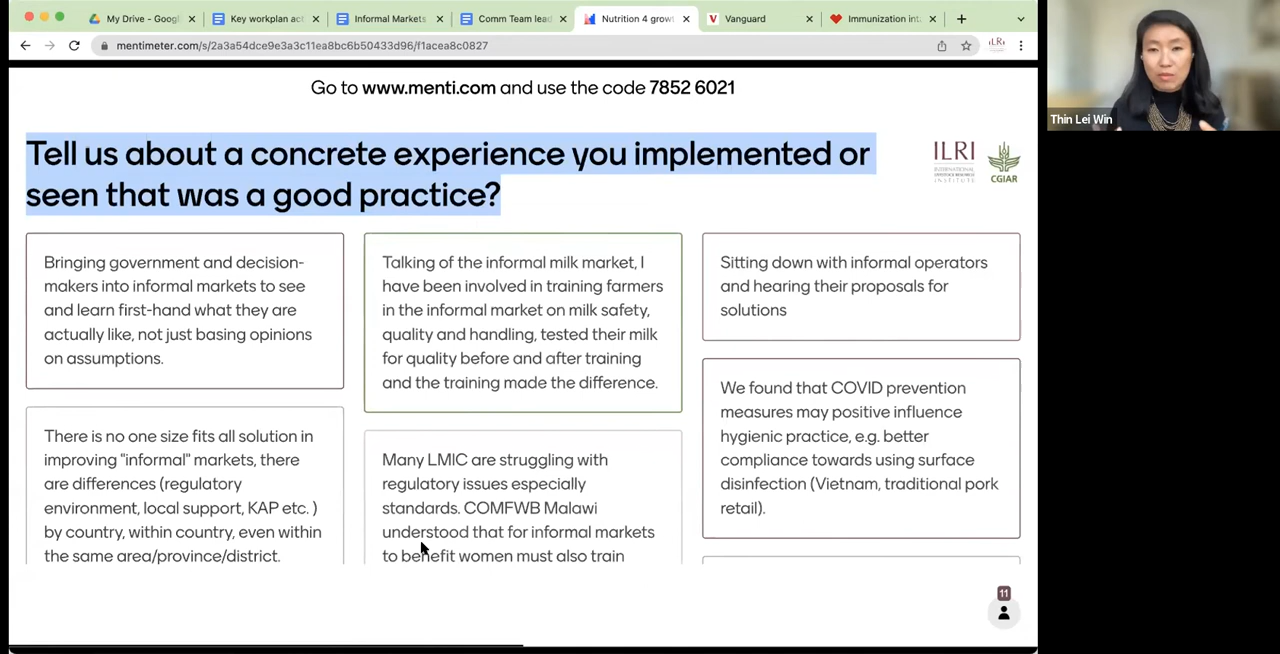 My Drive - Googl
Key workplan act
Informal Markets
Comm Team lead
Nutrition 4 grow
Vanguard
Immunization int
mentimeter.com/s/2a3a54dce9e3a3c11ea8bc6b50433d96/f1acea8c0827
ILRI
Go to www.menti.com and use the code 7852 6021
Tell us about a concrete experience you implemented or
seen that was a good practice?
ILRI
INTERNATIONAL
LIVESTOCK RESEARCH
INSTITUTE
CGIAR
Bringing government and decision-
makers into informal markets to see
and learn first-hand what they are
actually like, not just basing opinions
on assumptions.
There is no one size fits all solution in
improving "informal" markets, there
are differences (regulatory
environment, local support, KAP etc. )
by country, within country, even within
the same area/province/district.
Talking of the informal milk market, I
have been involved in training farmers
in the informal market on milk safety,
quality and handling, tested their milk
for quality before and after training
and the training made the difference.
Many LMIC are struggling with
regulatory issues especially
standards. COMFWB Malawi
understood that for informal markets
to benefit women must also train
Sitting down with informal operators
and hearing their proposals for
solutions
We found that COVID prevention
measures may positive influence
hygienic practice, e.g. better
compliance towards using surface
disinfection (Vietnam, traditional pork
retail).
11
Thin Lei Win